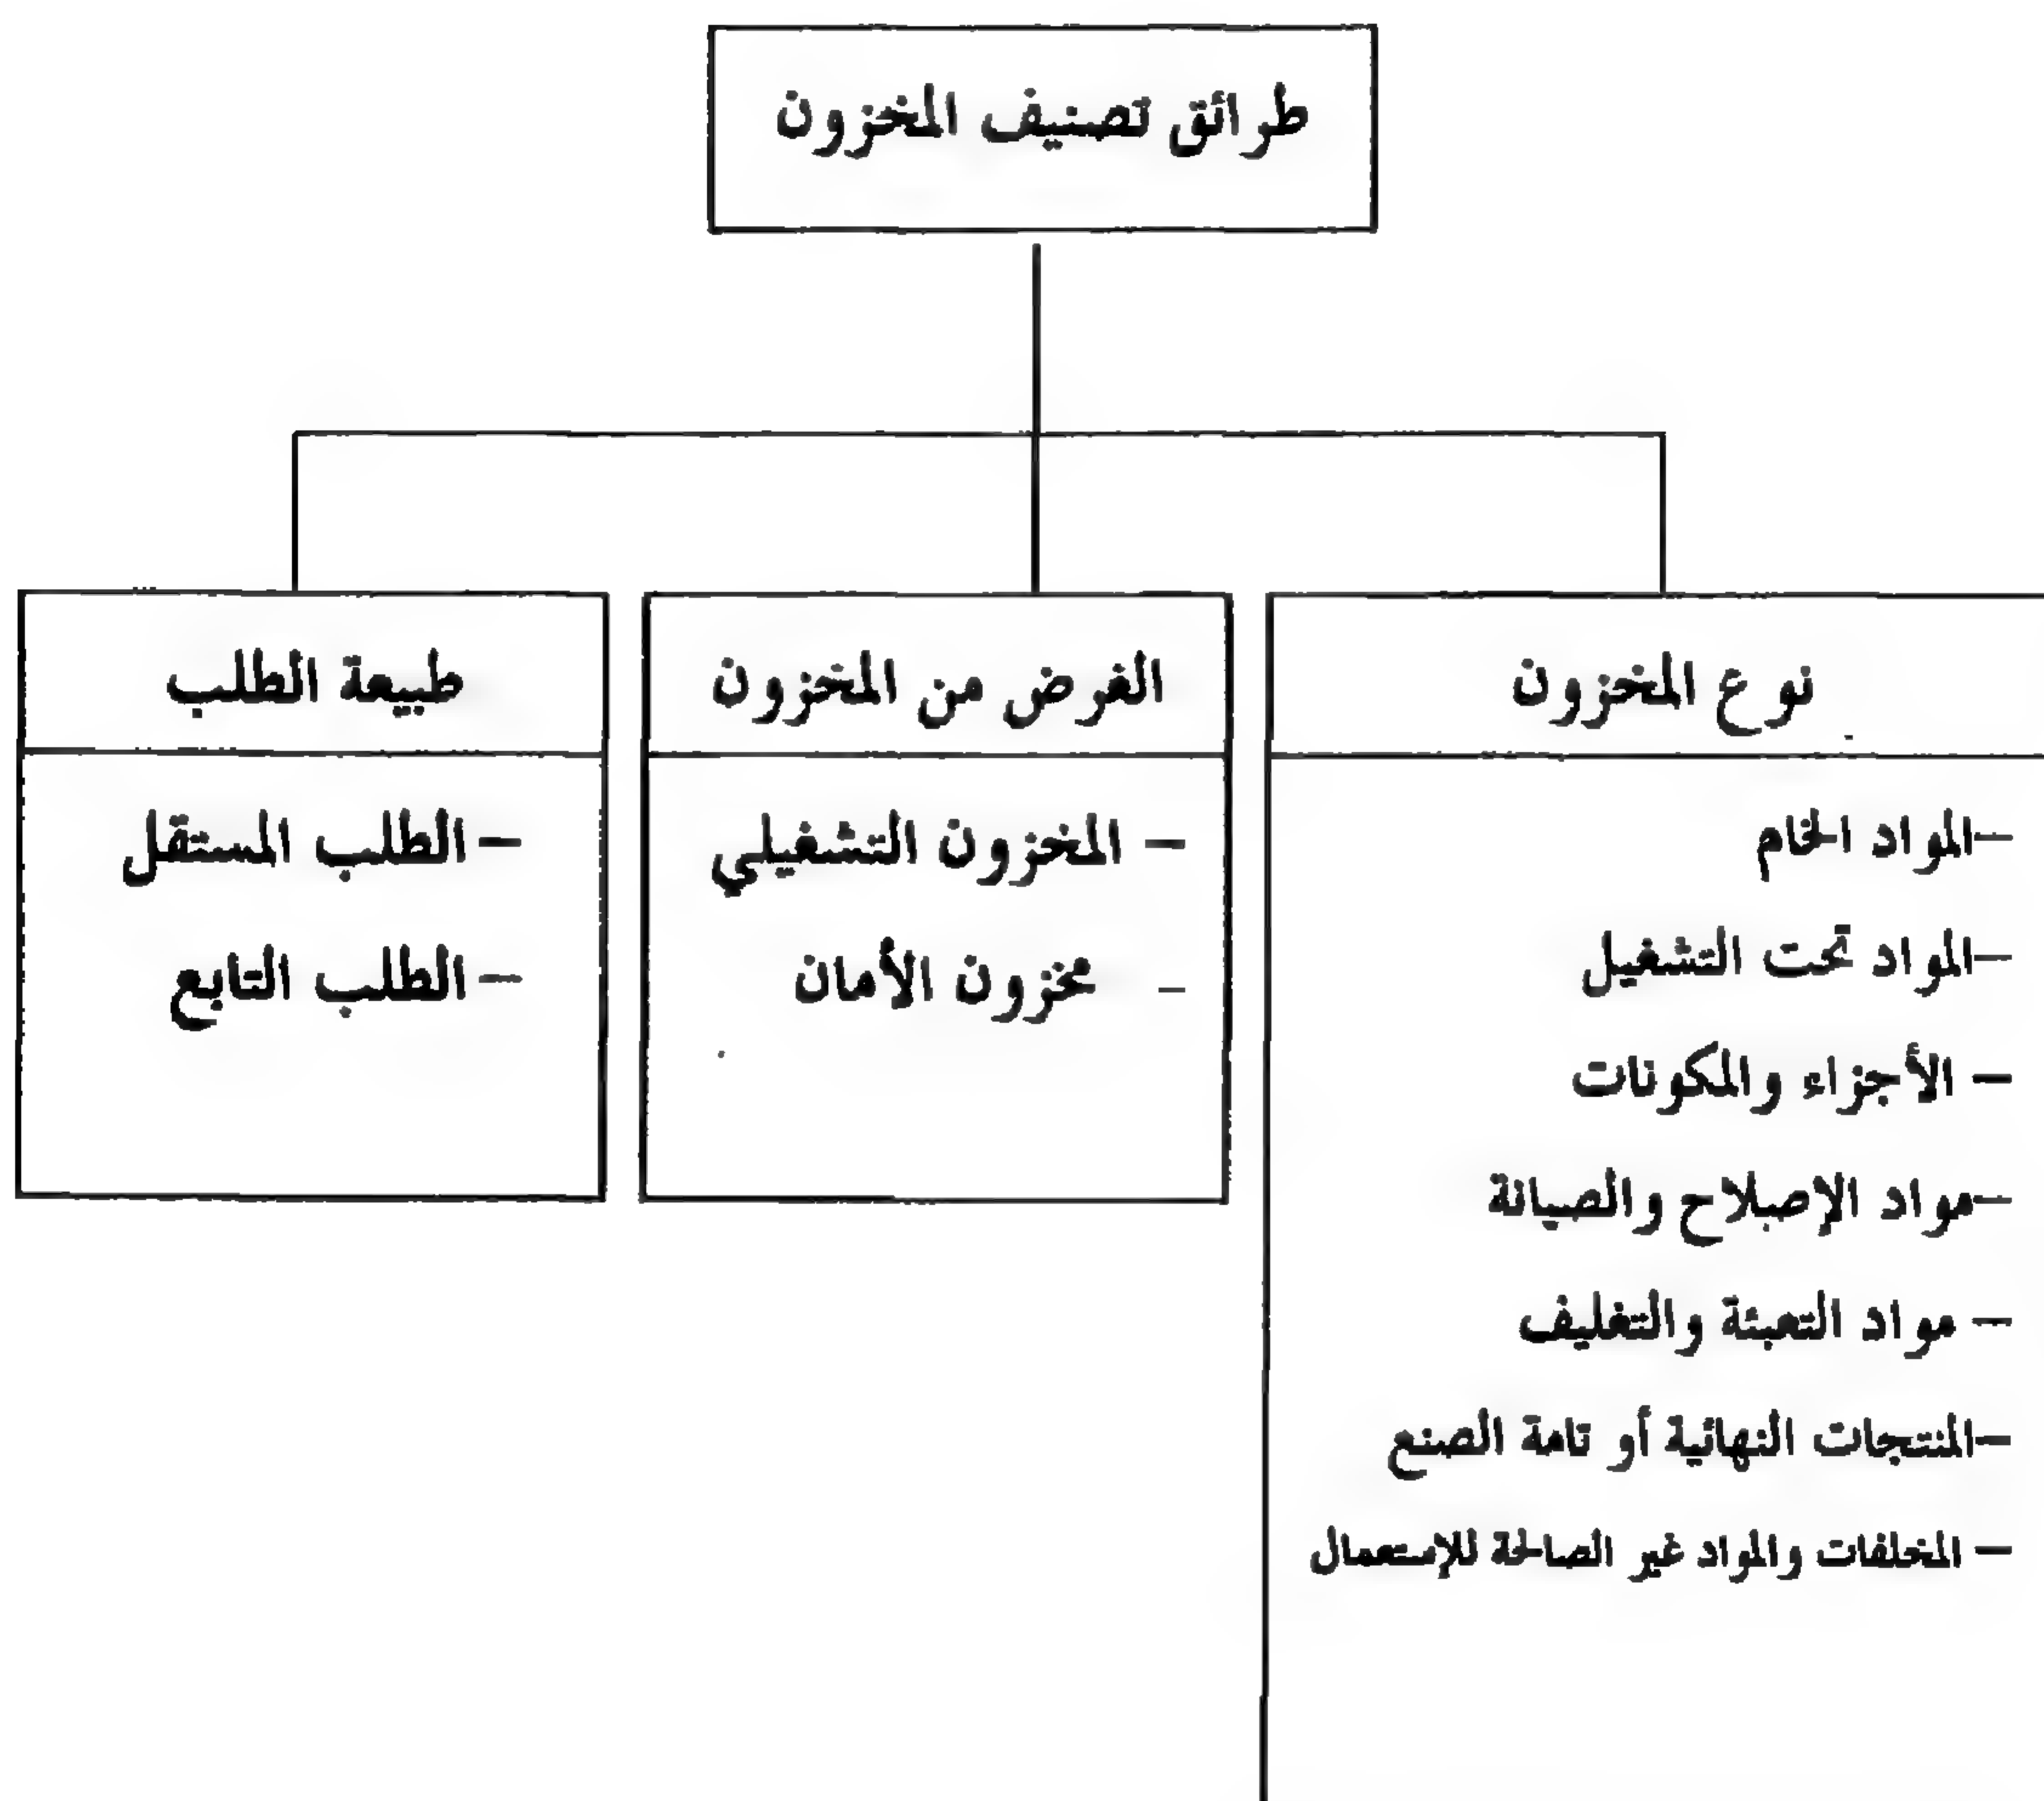 طرائق تصنيف المخزون
نوع المخزون
–المواد الخام
–المواد تحت التشغيل
– الأجزاء والمكونات
–مواد الإصلاح والصيانة
– مواد التعبئة والتغليف
–المنتجات النهائية أو تامة الصنع
– المخلفات والمواد غير الصالحة للإستعمال
الغرض من المخزون
– المخزون التشغيلي
– مخزون الأمان
طبيعة الطلب
– الطلب المستقل
– الطلب التابع